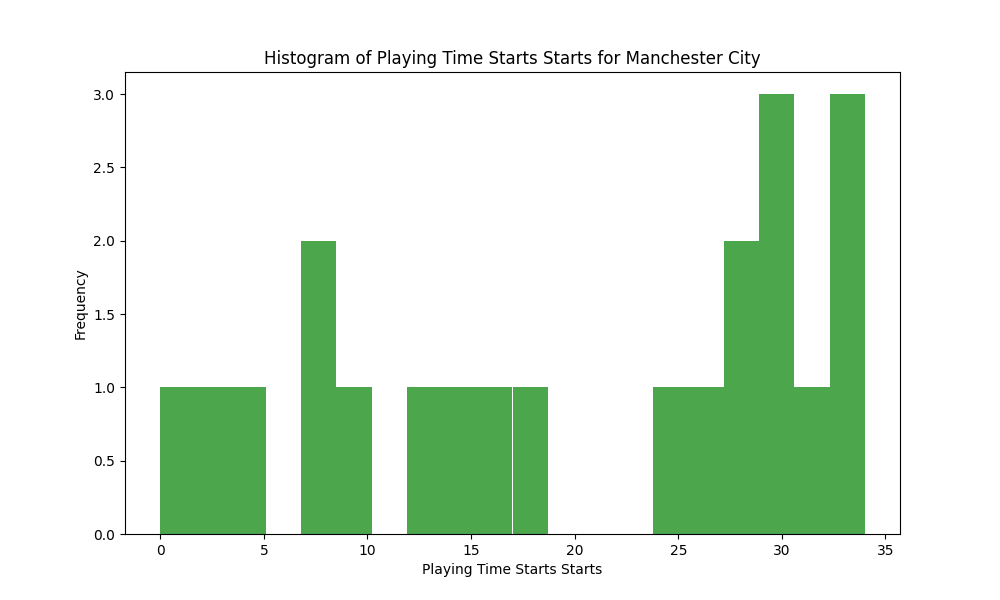 Histogram of Playing Time Starts Starts for Manchester City
3.0
2.5
2.0
1.5
1.0
0.5
0.0
Frequency
0 5 10 15 20 25 30 35
Playing Time Starts Starts